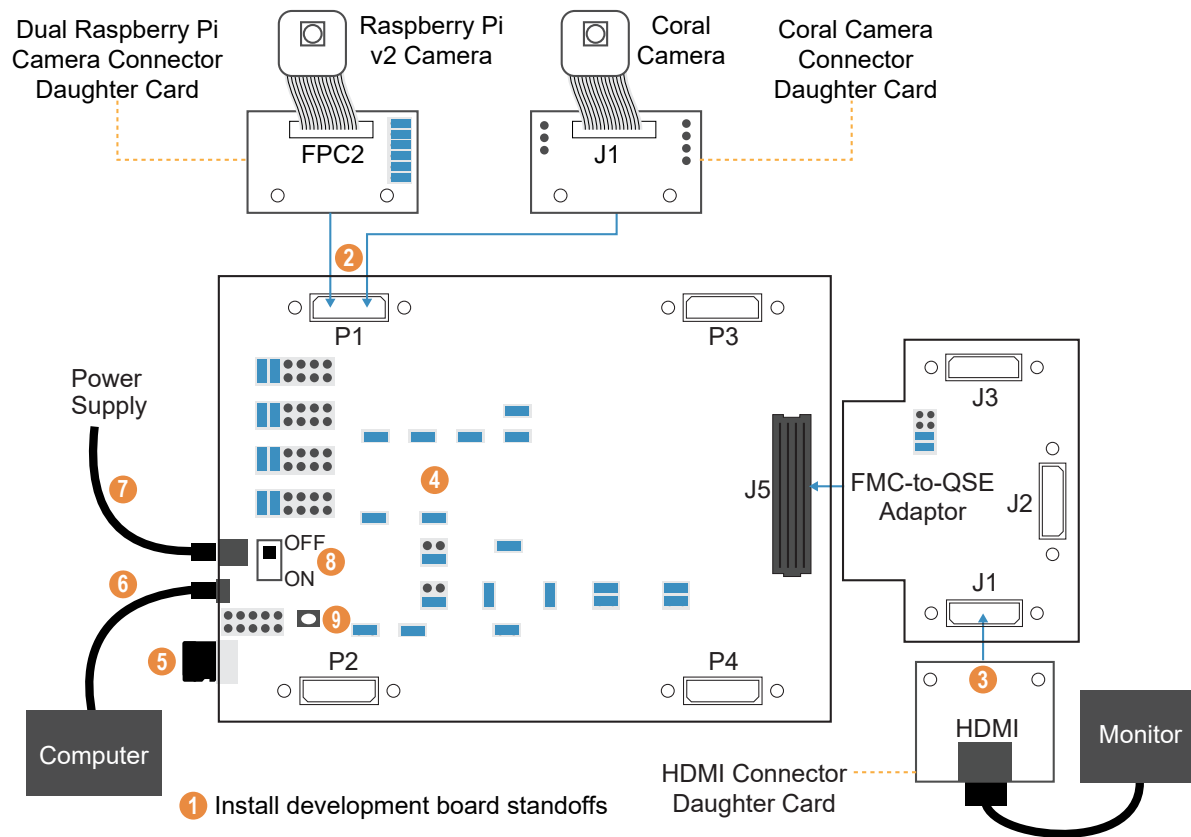 Dual Raspberry Pi
Camera Connector
Daughter Card
Raspberry Pi
v2 Camera
Coral
Camera
Coral Camera
Connector
Daughter Card
FPC2
J1
2
P1
P3
Power
Supply
J3
4
J5
FMC-to-QSE
Adaptor
J2
7
OFF
8
ON
6
J1
9
5
P2
P4
3
Computer
HDMI
Monitor
HDMI Connector
Daughter Card
1 Install development board standoffs